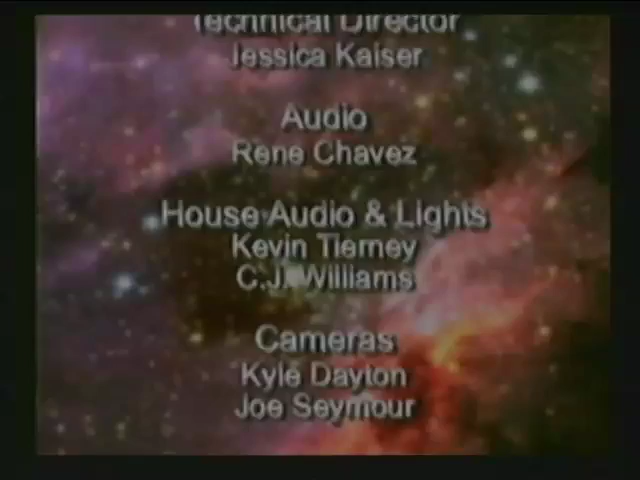 Technical Director
Jessica Kaiser
Audio
Rene Chavez
House Audio & Lights
Kevin Tierney
C.J. Williams
Cameras
Kyle Dayton
Joe Seymour